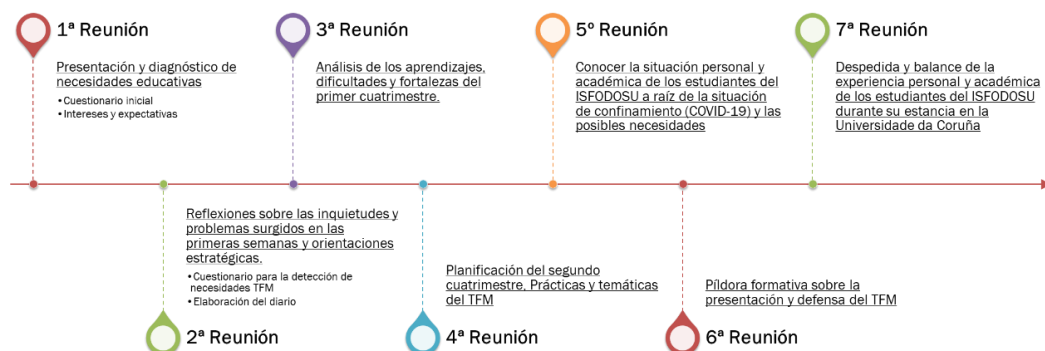 1ª Reunión
Presentación y diagnóstico de
necesidades educativas
• Cuestionario inicial
• Intereses y expectativas
3ª Reunión
Análisis de los aprendizajes,
dificultades y fortalezas del
primer cuatrimestre.
5º Reunión
Conocer la situación personal y
académica de los estudiantes del
ISFODOSU a raíz de la situación
de confinamiento (COVID-19) y las
posibles necesidades
7ª Reunión
Despedida y balance de la
experiencia personal y académica
de los estudiantes del ISFODOSU
durante su estancia en la
Universidade da Coruña
Reflexiones sobre las inquietudes y
problemas surgidos en las
primeras semanas y orientaciones
estratégicas.
• Cuestionario para la detección de
necesidades TFM
• Elaboración del diario
2ª Reunión
Planificación del segundo
cuatrimestre. Prácticas y temáticas
del TFM
4ª Reunión
Píldora formativa sobre la
presentación y defensa del TFM
6ª Reunión